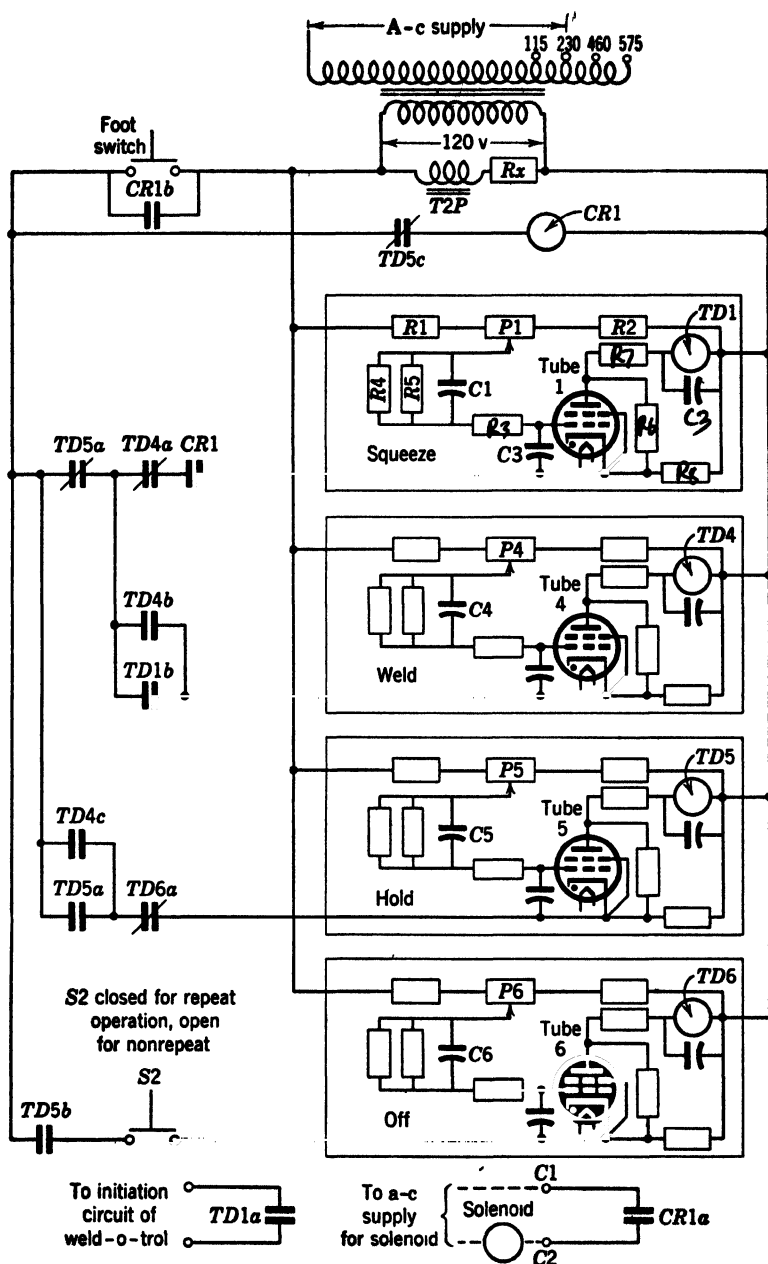 A-c supply
115 230 460 575
Foot
switch
120 v
CR1b
Rx
T2P
CR1
TD5c
R1
P1
R2
TD1
R4
R5
C1
Tube
1
R7
R6
C3
R3
C3
R8
Squeeze
TD5a
TD4a
CR1
TD4b
TD1b
P4
TD4
C4
Tube
4
Weld
P5
TD5
C5
Tube
5
Hold
TD4c
TD5a
TD6a
P6
TD6
C6
Tube
6
Off
S2 closed for repeat
operation, open
for nonrepeat
S2
TD5b
To initiation
circuit of
weld-o-trol
TD1a
To a-c
supply
for solenoid
C1
Solenoid
C2
CR1a